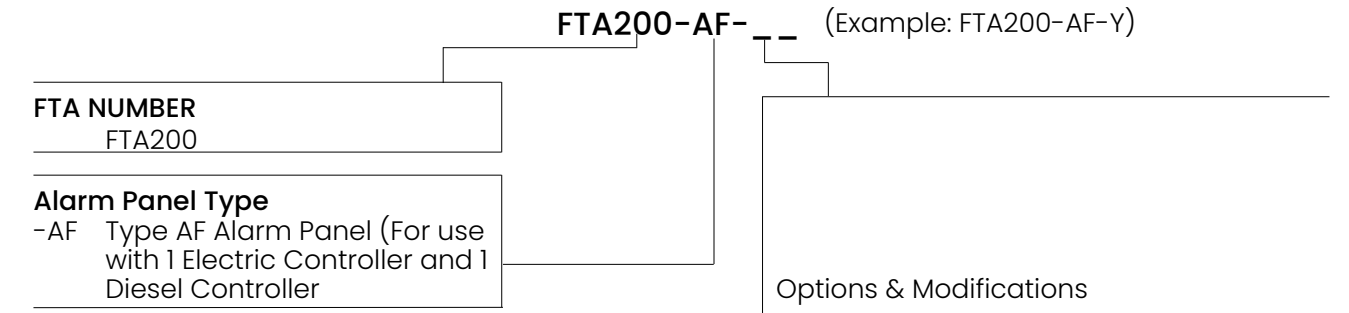 FTA200-AF-_ _ (Example: FTA200-AF-Y)
FTA NUMBER
FTA200
Alarm Panel Type
-AF Type AF Alarm Panel (For use
with 1 Electric Controller and 1
Diesel Controller
Options & Modifications